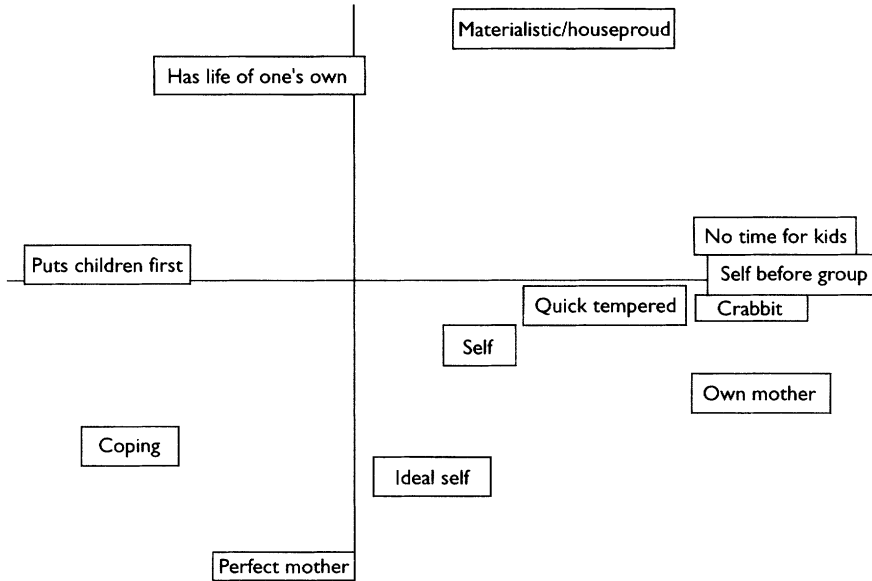 Materialistic/houseproud
Has life of one's own
No time for kids
Puts children first
Self before group
Quick tempered
Crabbit
Self
Own mother
Coping
Ideal self
Perfect mother